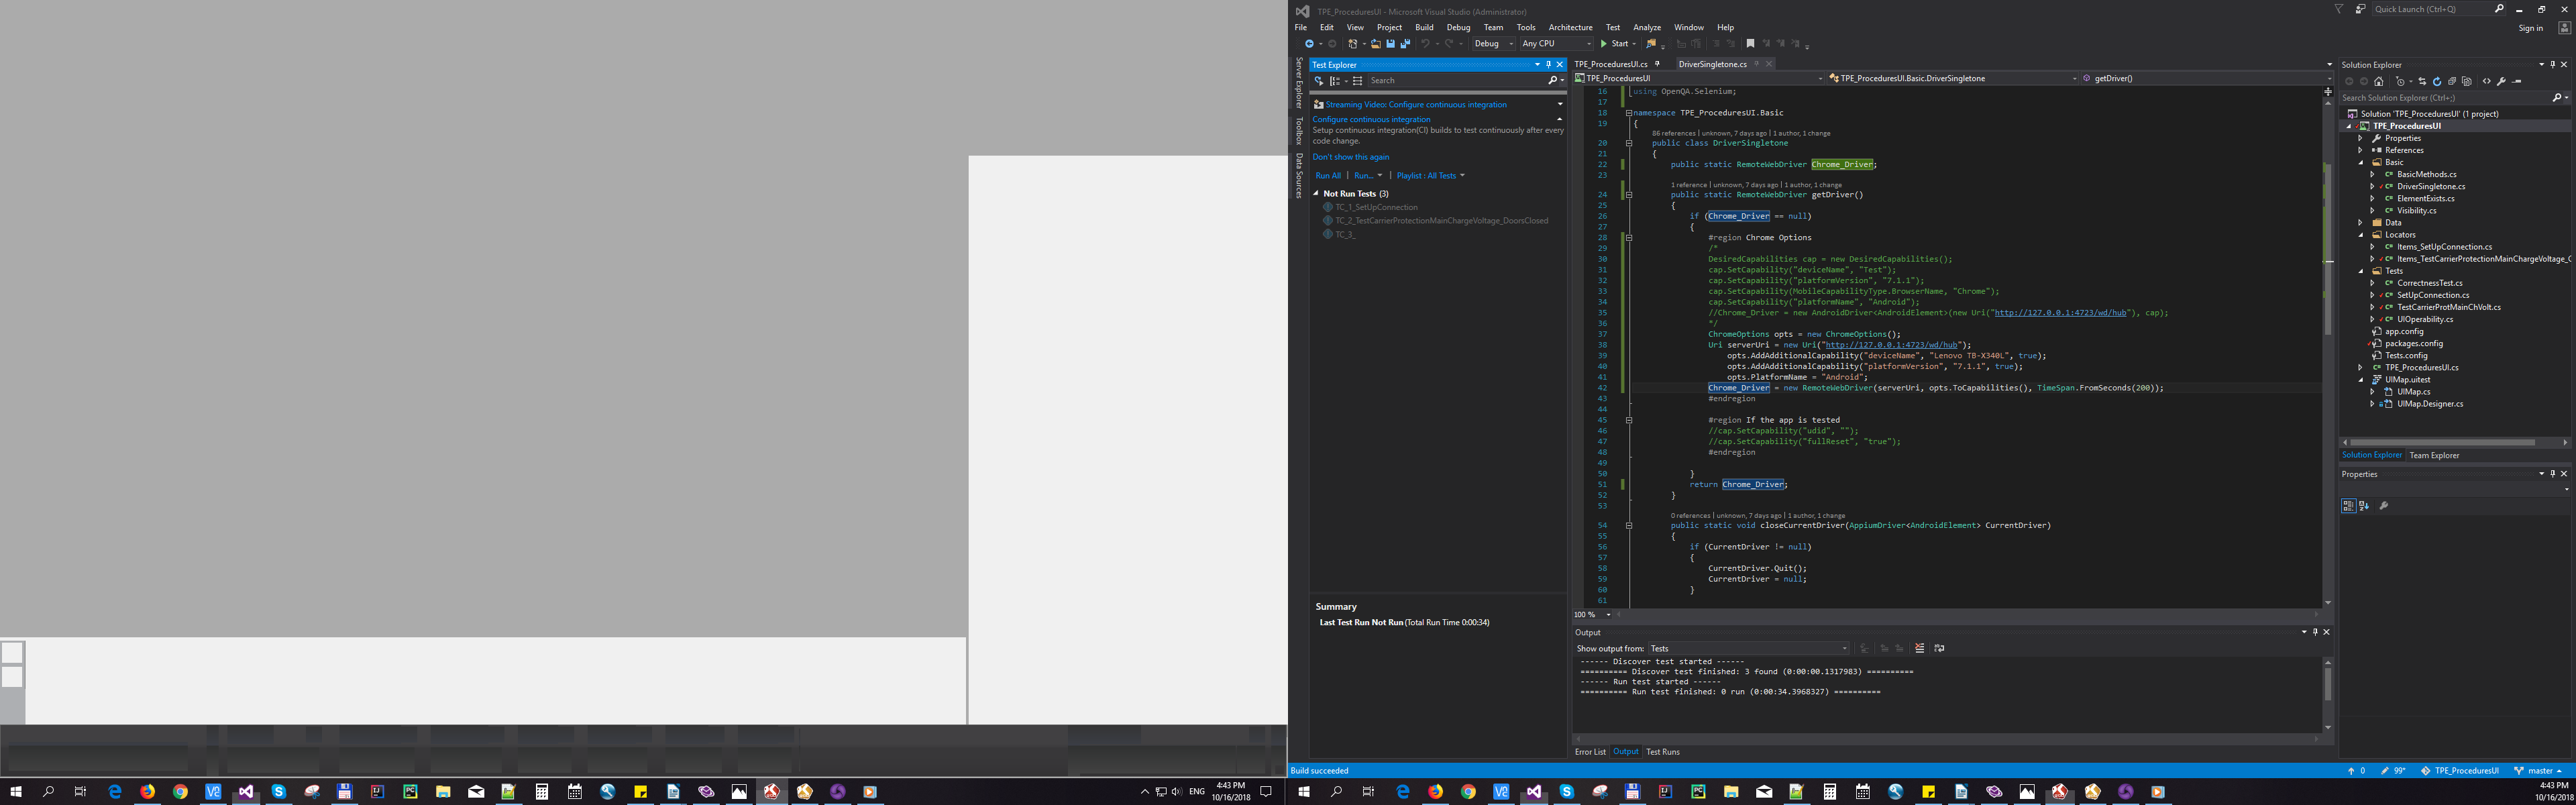 TPE_ProceduresUI - Microsoft Visual Studio (Administrator)
Quick Launch (Ctrl+Q)
File Edit View Project Build Debug Team Tools Architecture Test Analyze Window Help
Sign in
Debug Any CPU Start
Server Explorer
Toolbox
Data Sources
Test Explorer
Search
Streaming Video: Configure continuous integration
Configure continuous integration
Setup continuous integration(CI) builds to test continuously after every
code change.
Don't show this again
Run All | Run... | Playlist : All Tests
Not Run Tests (3)
TC_1_SetUpConnection
TC_2_TestCarrierProtectionMainChargeVoltage_DoorsClosed
TC_3_
Summary
Last Test Run Not Run (Total Run Time 0:00:34)
TPE_ProceduresUI.cs DriverSingletone.cs
TPE_ProceduresUI TPE_ProceduresUI.Basic.DriverSingletone getDriver()
16 using OpenQA.Selenium;
17
18 namespace TPE_ProceduresUI.Basic
19 {
86 references | unknown, 7 days ago | 1 author, 1 change
20 public class DriverSingletone
21 {
22 public static RemoteWebDriver Chrome_Driver;
23
1 reference | unknown, 7 days ago | 1 author, 1 change
24 public static RemoteWebDriver getDriver()
25 {
26 if (Chrome_Driver == null)
27 {
28 #region Chrome Options
29 /*
30 DesiredCapabilities cap = new DesiredCapabilities();
31 cap.SetCapability("deviceName", "Test");
32 cap.SetCapability("platformVersion", "7.1.1");
33 cap.SetCapability(MobileCapabilityType.BrowserName, "Chrome");
34 cap.SetCapability("platformName", "Android");
35 //Chrome_Driver = new AndroidDriver<AndroidElement>(new Uri("http://127.0.0.1:4723/wd/hub"), cap);
36 */
37 ChromeOptions opts = new ChromeOptions();
38 Uri serverUri = new Uri("http://127.0.0.1:4723/wd/hub");
39 opts.AddAdditionalCapability("deviceName", "Lenovo TB-X340L", true);
40 opts.AddAdditionalCapability("platformVersion", "7.1.1", true);
41 opts.PlatformName = "Android";
42 Chrome_Driver = new RemoteWebDriver(serverUri, opts.ToCapabilities(), TimeSpan.FromSeconds(200));
43 #endregion
44
45 #region If the app is tested
46 //cap.SetCapability("udid", "");
47 //cap.SetCapability("fullReset", "true");
48 #endregion
49
50 }
51 return Chrome_Driver;
52 }
53
0 references | unknown, 7 days ago | 1 author, 1 change
54 public static void closeCurrentDriver(AppiumDriver<AndroidElement> CurrentDriver)
55 {
56 if (CurrentDriver != null)
57 {
58 CurrentDriver.Quit();
59 CurrentDriver = null;
60 }
61
100 %
Output
Show output from: Tests
------ Discover test started ------
========== Discover test finished: 3 found (0:00:00.1317983) ==========
------ Run test started ------
========== Run test finished: 0 run (0:00:34.3968327) ==========
Error List Output Test Runs
Solution Explorer
Search Solution Explorer (Ctrl+;)
Solution 'TPE_ProceduresUI' (1 project)
TPE_ProceduresUI
Properties
References
Basic
BasicMethods.cs
DriverSingletone.cs
ElementExists.cs
Visibility.cs
Data
Locators
Items_SetUpConnection.cs
Items_TestCarrierProtectionMainChargeVoltage_C
Tests
CorrectnessTest.cs
SetUpConnection.cs
TestCarrierProtMainChVolt.cs
UIOperability.cs
app.config
packages.config
Tests.config
TPE_ProceduresUI.cs
UIMap.uitest
UIMap.cs
UIMap.Designer.cs
Solution Explorer Team Explorer
Properties
Build succeeded
0 99+ TPE_ProceduresUI master
ENG 4:43 PM
10/16/2018
4:43 PM
10/16/2018